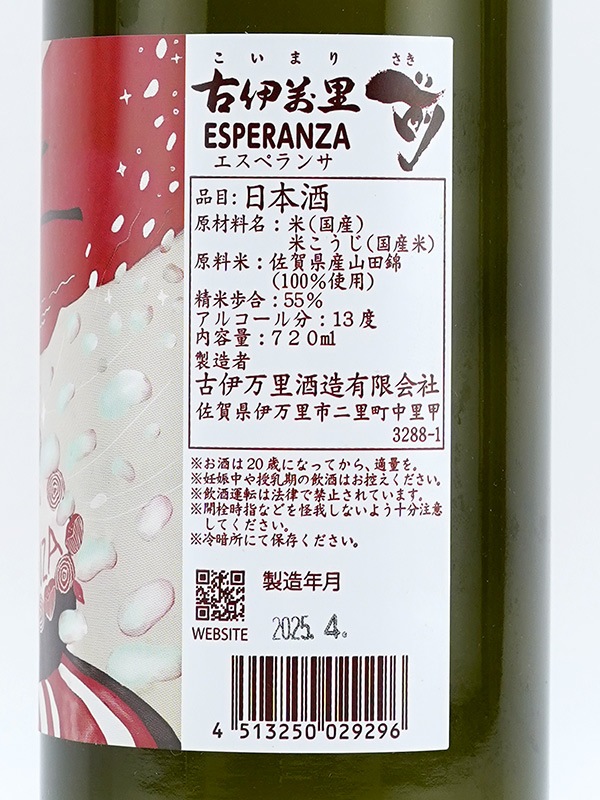 こいまり さき
古伊万里 前
ESPERANZA
エスペランサ
品目:日本酒
原材料名:米(国産)
米こうじ(国産米)
原料米:佐賀県産山田錦
(100%使用)
精米歩合:55%
アルコール分:13度
内容量:720ml
製造者
古伊万里酒造有限会社
佐賀県伊万里市二里町中里甲
3288-1
※お酒は20歳になってから、適量を。
※妊娠中や授乳期の飲酒はお控えください。
※飲酒運転は法律で禁止されています。
※開栓時指などを怪我しないよう十分注意
してください。
※冷暗所にて保存ください。
製造年月
WEBSITE 2025.4.
4 513250 029296